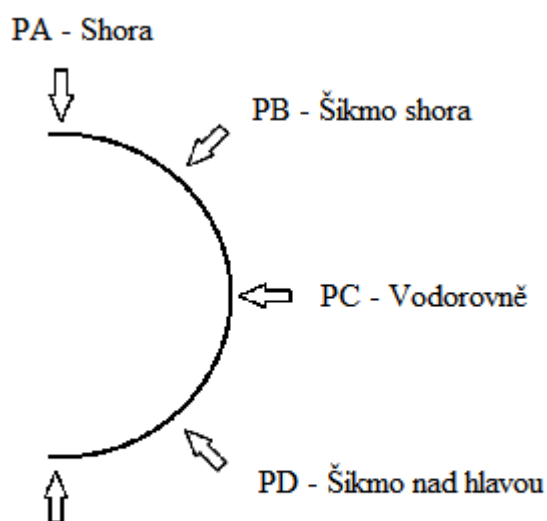 PA - Shora
PB - Šikmo shora
PC - Vodorovně
PD - Šikmo nad hlavou